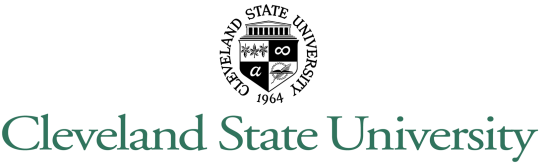 CLEVELAND STATE UNIVERSITY
∞
a
1964
Cleveland State University